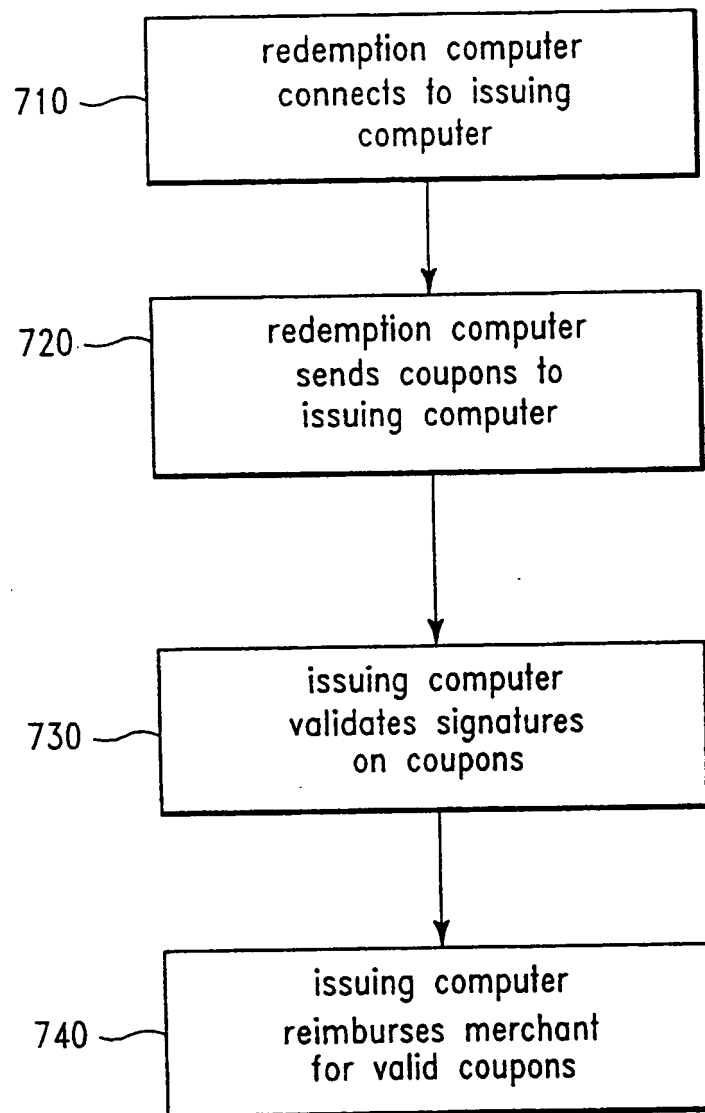 710
redemption computer
connects to issuing
computer
720
redemption computer
sends coupons to
issuing computer
730
issuing computer
validates signatures
on coupons
740
issuing computer
reimburses merchant
for valid coupons